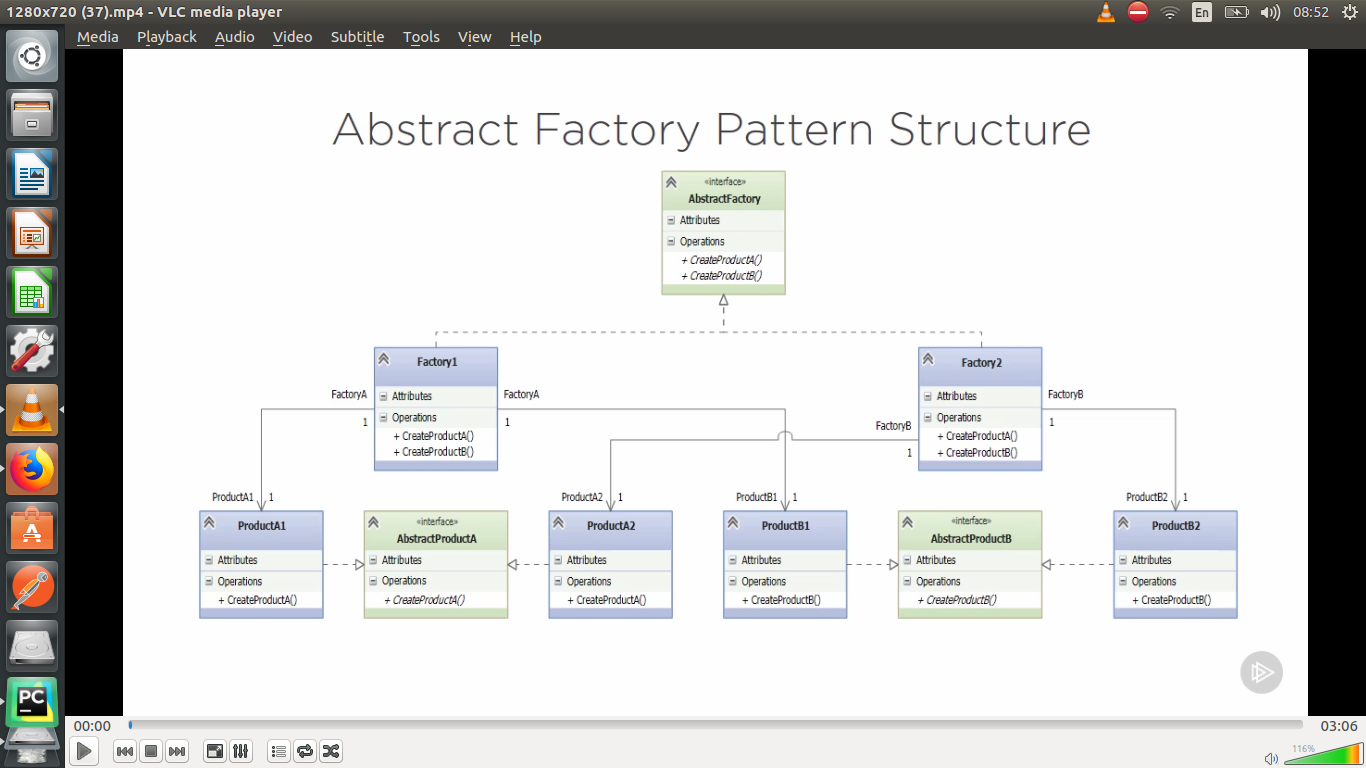 1280x720 (37).mp4 - VLC media player
En
08:52
Media Playback Audio Video Subtitle Tools View Help
Abstract Factory Pattern Structure
«interface»
AbstractFactory
Attributes
Operations
+ CreateProductA()
+ CreateProductB()
Factory1
Attributes
Operations
+ CreateProductA()
+ CreateProductB()
Factory2
Attributes
Operations
+ CreateProductA()
+ CreateProductB()
FactoryA
1
FactoryA
1
FactoryB
1
FactoryB
1
ProductA1 1
ProductA2 1
ProductB1 1
ProductB2 1
ProductA1
Attributes
Operations
+ CreateProductA()
«interface»
AbstractProductA
Attributes
Operations
+ CreateProductA()
ProductA2
Attributes
Operations
+ CreateProductA()
ProductB1
Attributes
Operations
+ CreateProductB()
«interface»
AbstractProductB
Attributes
Operations
+ CreateProductB()
ProductB2
Attributes
Operations
+ CreateProductB()
PC
00:00
03:06
116%